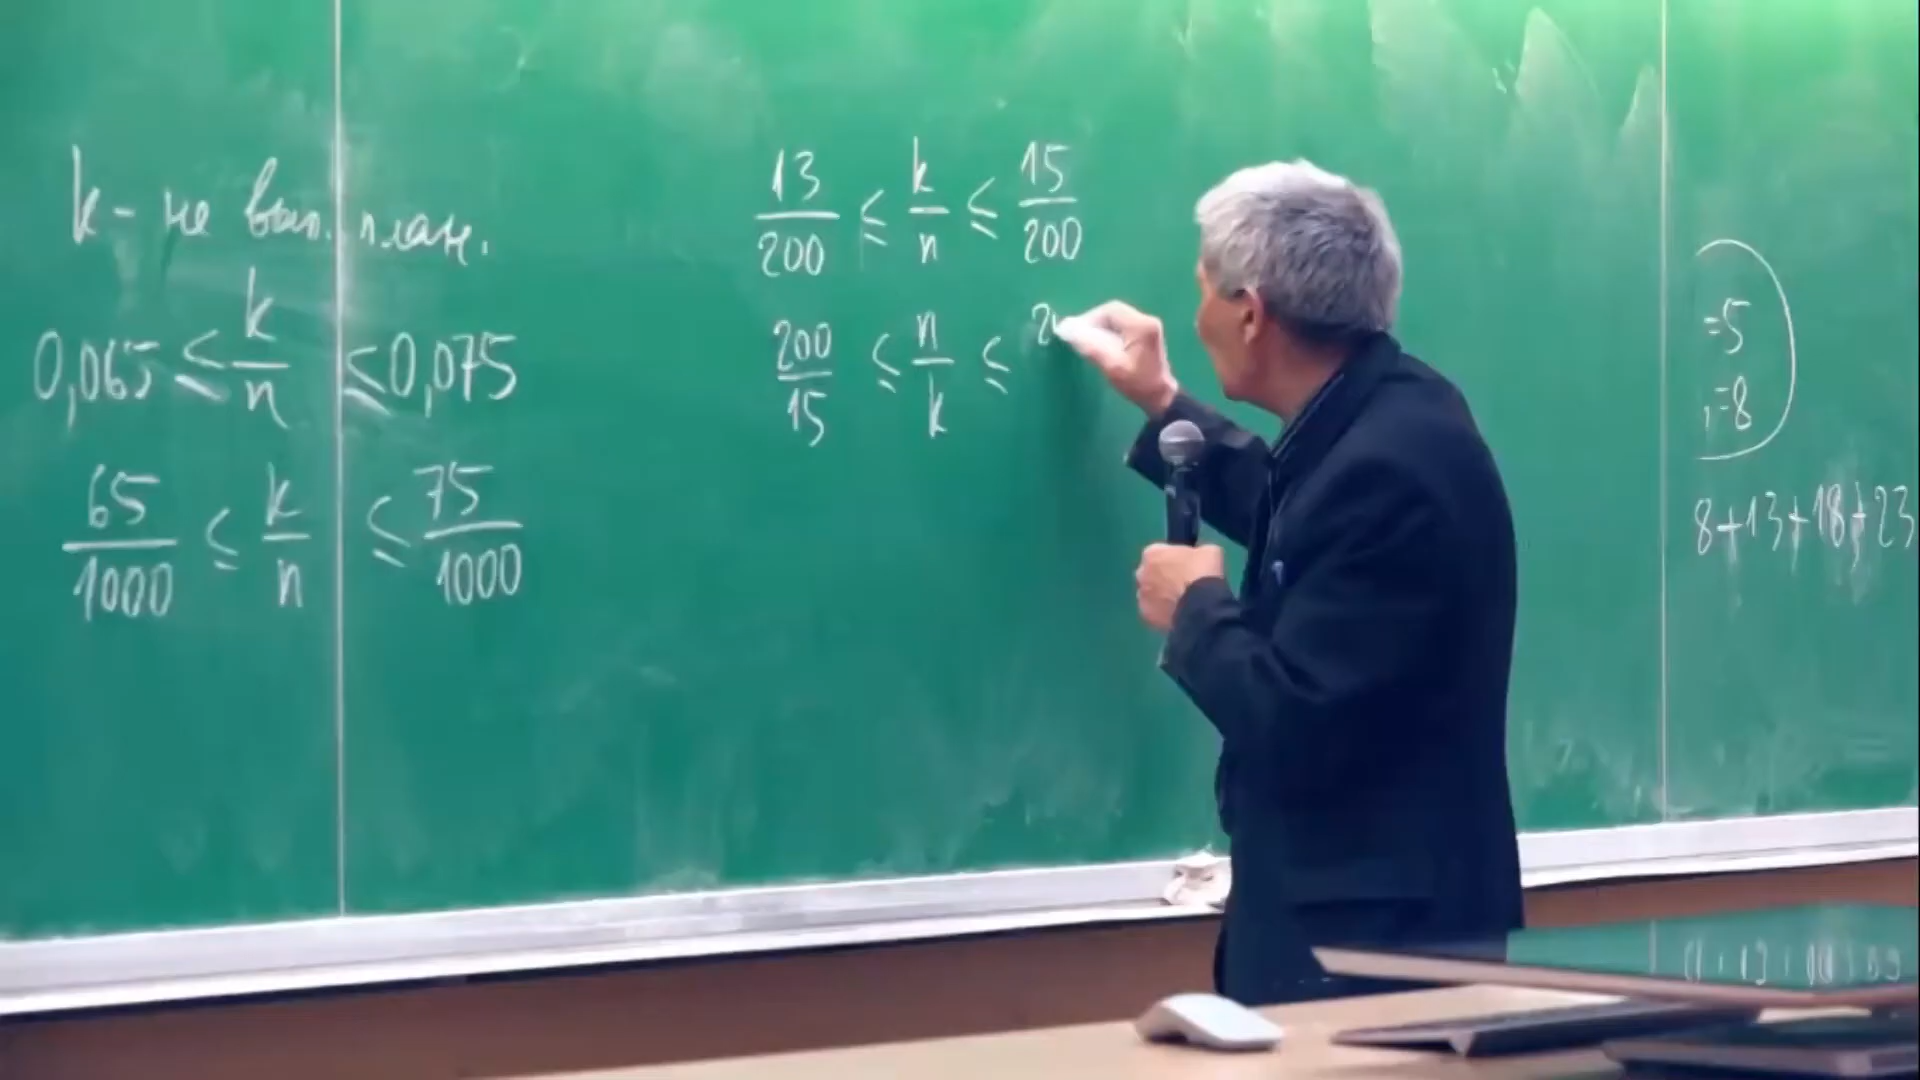 k - не вып. план.
0,065 ≤ k/n ≤ 0,075
65/1000 ≤ k/n ≤ 75/1000
13/200 ≤ k/n ≤ 15/200
200/15 ≤ n/k ≤ 2
=5
=8
8+13+18+23